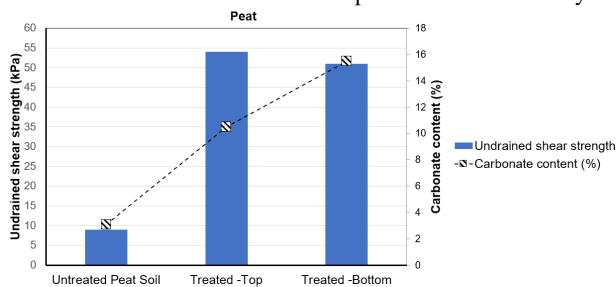 Peat
Undrained shear strength (kPa)
60
55
50
45
40
35
30
25
20
15
10
5
0
18
16
14
12
10
8
6
4
2
0
Carbonate content (%)
Untreated Peat Soil
Treated -Top
Treated -Bottom
Undrained shear strength
Carbonate content (%)